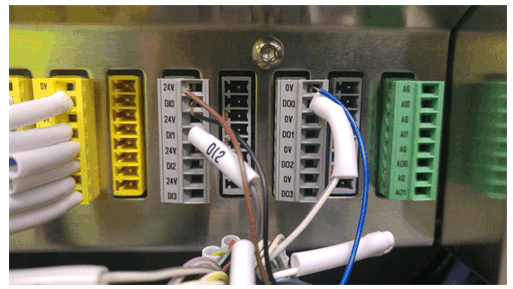 0V
24V
DI0
24V
DI1
24V
DI2
24V
DI3
DI2
0V
DO0
0V
DO1
0V
DO2
0V
DO3
AG
AI0
AG
AI1
AG
AO0
AG
AO1